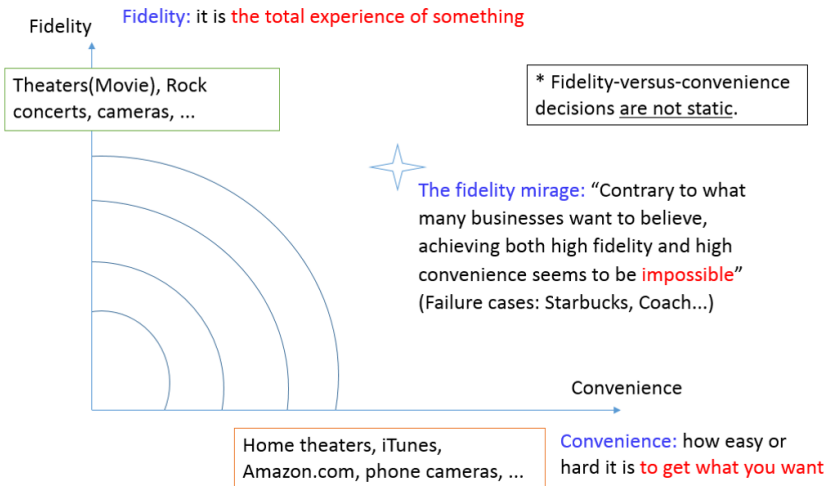 Fidelity: it is the total experience of something
Fidelity
Theaters(Movie), Rock
concerts, cameras, ...
* Fidelity-versus-convenience
decisions are not static.
The fidelity mirage: “Contrary to what
many businesses want to believe,
achieving both high fidelity and high
convenience seems to be impossible”
(Failure cases: Starbucks, Coach...)
Convenience
Home theaters, iTunes,
Amazon.com, phone cameras, ...
Convenience: how easy or
hard it is to get what you want